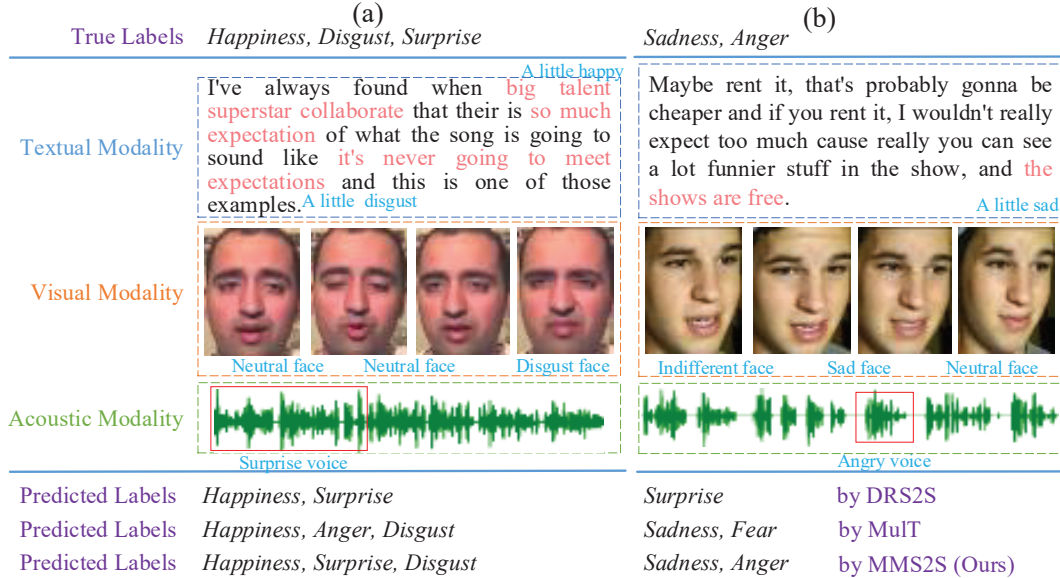 (a) (b)
True Labels Happiness, Disgust, Surprise Sadness, Anger
Textual Modality
A little happy
I've always found when big talent
superstar collaborate that their is so much
expectation of what the song is going to
sound like it's never going to meet
expectations and this is one of those
examples. A little disgust
Maybe rent it, that's probably gonna be
cheaper and if you rent it, I wouldn't really
expect too much cause really you can see
a lot funnier stuff in the show, and the
shows are free.
A little sad
Visual Modality
Neutral face Neutral face Disgust face
Indifferent face Sad face Neutral face
Acoustic Modality
Surprise voice Angry voice
Predicted Labels Happiness, Surprise Surprise by DRS2S
Predicted Labels Happiness, Anger, Disgust Sadness, Fear by MulT
Predicted Labels Happiness, Surprise, Disgust Sadness, Anger by MMS2S (Ours)